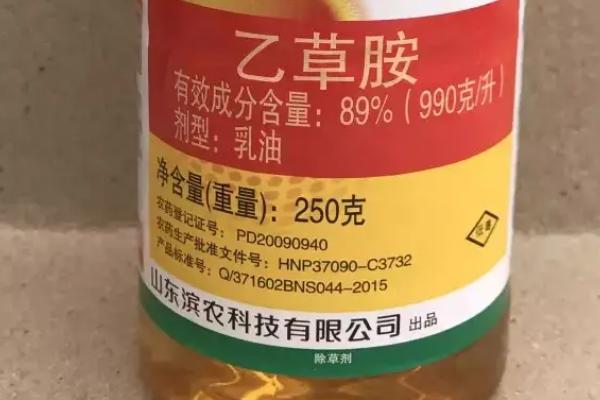 乙草胺
有效成分含量：89%（990克/升）
剂型：乳油
净含量(重量)：250克
农药登记证号：PD20090940
农药生产批准文件号：HNP37090-C3732
产品标准号：Q/371602BNS044-2015
低毒
山东滨农科技有限公司 出品
除草剂